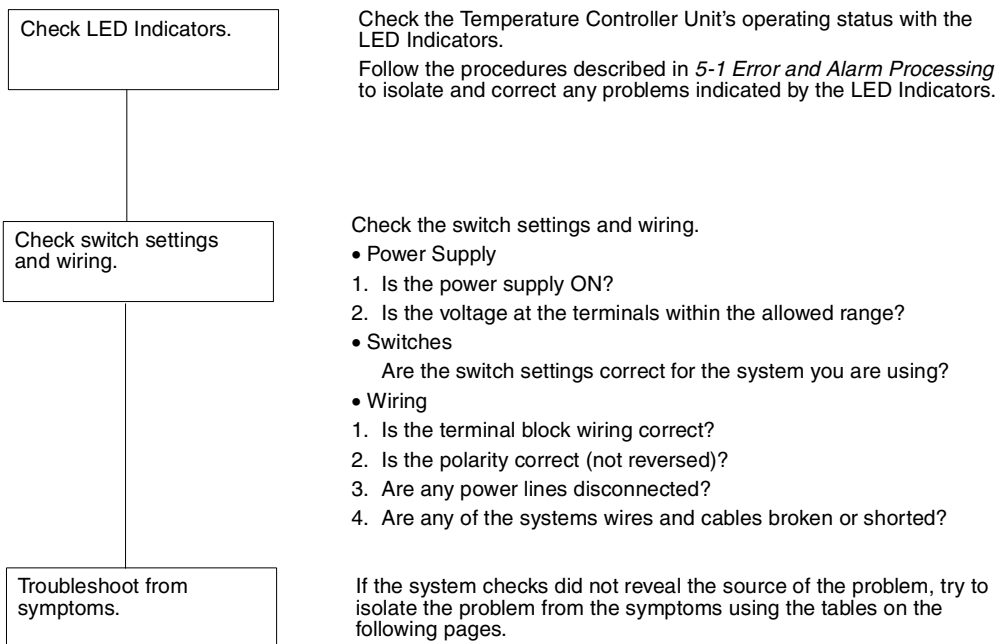 Check LED Indicators.
Check the Temperature Controller Unit's operating status with the
LED Indicators.
Follow the procedures described in 5-1 Error and Alarm Processing
to isolate and correct any problems indicated by the LED Indicators.
Check switch settings
and wiring.
Check the switch settings and wiring.
• Power Supply
1. Is the power supply ON?
2. Is the voltage at the terminals within the allowed range?
• Switches
Are the switch settings correct for the system you are using?
• Wiring
1. Is the terminal block wiring correct?
2. Is the polarity correct (not reversed)?
3. Are any power lines disconnected?
4. Are any of the systems wires and cables broken or shorted?
Troubleshoot from
symptoms.
If the system checks did not reveal the source of the problem, try to
isolate the problem from the symptoms using the tables on the
following pages.